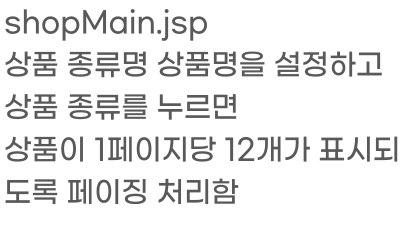 shopMain.jsp
상품 종류명 상품명을 설정하고
상품 종류를 누르면
상품이 1페이지당 12개가 표시되
도록 페이징 처리함